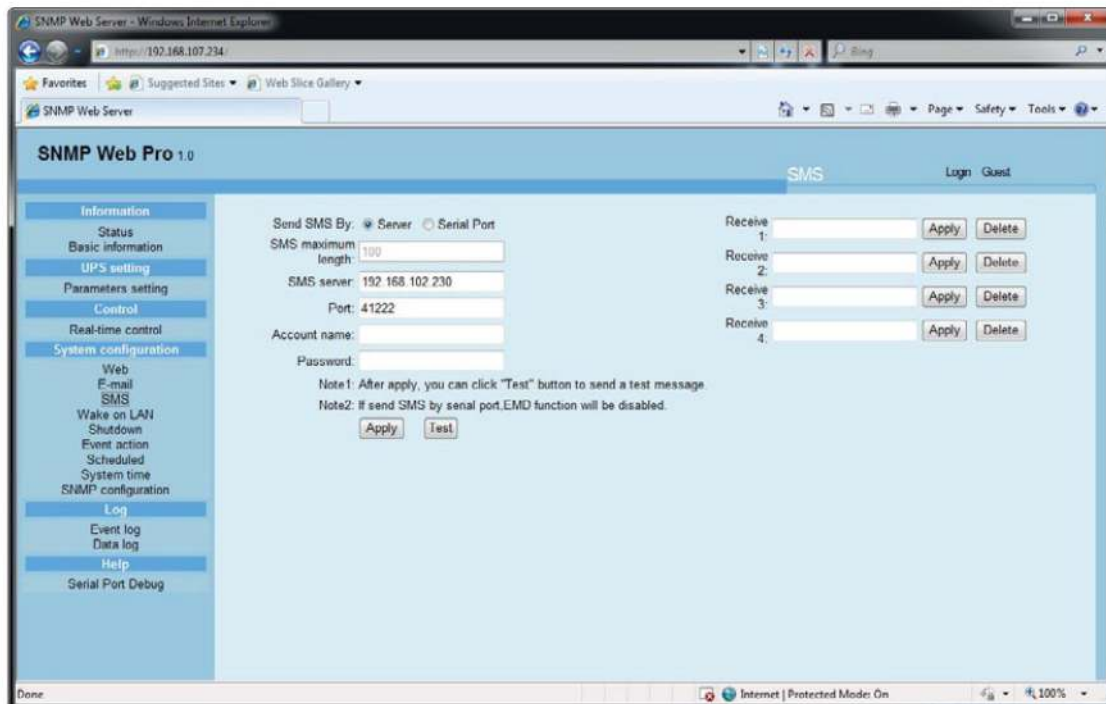 SNMP Web Server - Windows Internet Explorer
http://192.168.107.234/
Bing
Favorites
Suggested Sites
Web Slice Gallery
SNMP Web Server
Page
Safety
Tools
SNMP Web Pro 1.0
SMS
Login Guest
Information
Status
Basic information
UPS setting
Parameters setting
Control
Real-time control
System configuration
Web
E-mail
SMS
Wake on LAN
Shutdown
Event action
Scheduled
System time
SNMP configuration
Log
Event log
Data log
Help
Serial Port Debug
Send SMS By: Server Serial Port
SMS maximum length: 100
SMS server: 192.168.102.230
Port: 41222
Account name:
Password:
Note1: After apply, you can click "Test" button to send a test message.
Note2: If send SMS by serial port,EMD function will be disabled.
Apply Test
Receive 1: Apply Delete
Receive 2: Apply Delete
Receive 3: Apply Delete
Receive 4: Apply Delete
Done
Internet | Protected Mode: On
100%